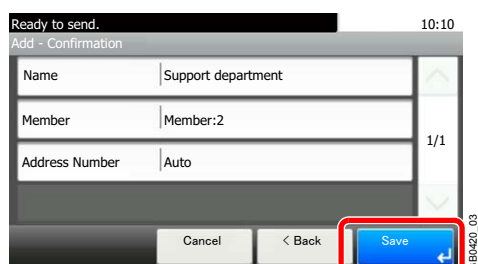 Ready to send. 10:10
Add - Confirmation
Name Support department
Member Member:2
1/1
Address Number Auto
Cancel < Back Save
B0420_03